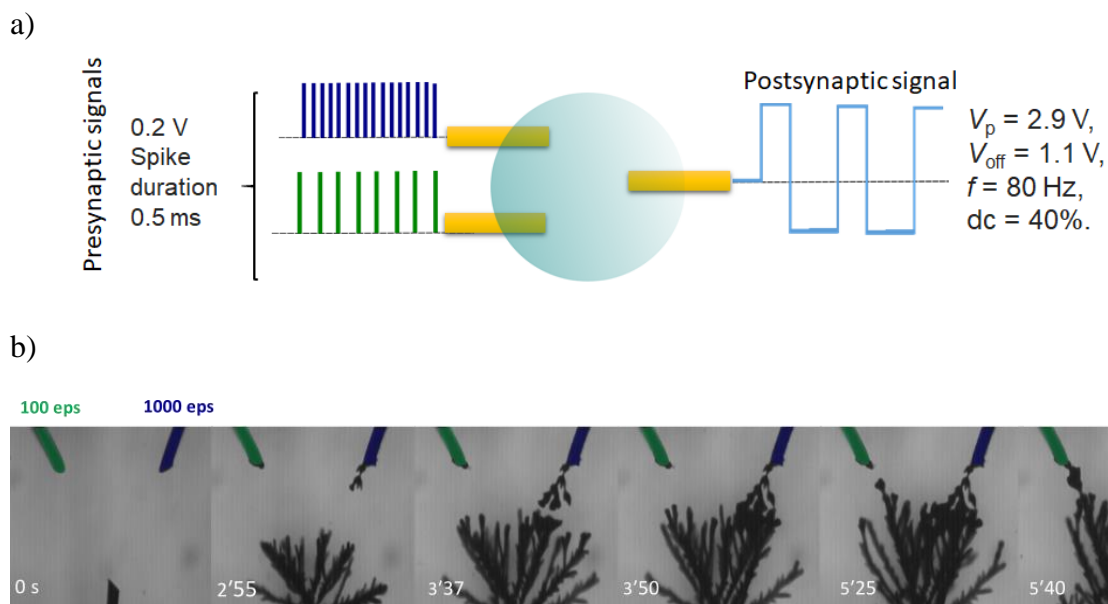 a)
Presynaptic signals
0.2 V
Spike
duration
0.5 ms
Postsynaptic signal
Vp = 2.9 V,
Voff = 1.1 V,
f = 80 Hz,
dc = 40%.
b)
100 eps 1000 eps
0 s 2’55 3’37 3’50 5’25 5’40